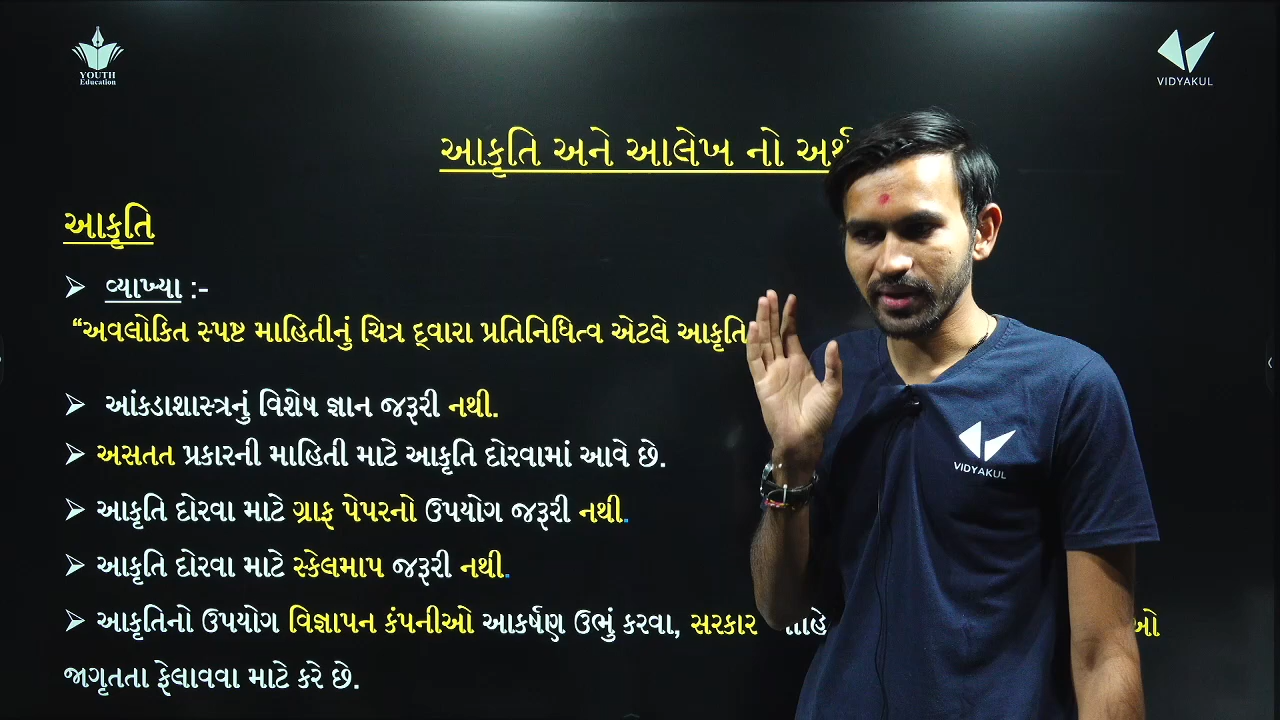 YOUTH
Education
VIDYAKUL
આકૃતિ અને આલેખ નો
આકૃતિ
➤ વ્યાખ્યા :-
“અવલોકિત સ્પષ્ટ માહિતીનું ચિત્ર દ્વારા પ્રતિનિધિત્વ એટલે આકૃતિ
➤ આંકડાશાસ્ત્રનું વિશેષ જ્ઞાન જરૂરી નથી.
➤ અસતત પ્રકારની માહિતી માટે આકૃતિ દોરવામાં આવે છે.
➤ આકૃતિ દોરવા માટે ગ્રાફ પેપરનો ઉપયોગ જરૂરી નથી.
➤ આકૃતિ દોરવા માટે સ્કેલમાપ જરૂરી નથી.
➤ આકૃતિનો ઉપયોગ વિજ્ઞાપન કંપનીઓ આકર્ષણ ઉભું કરવા, સરકાર
જાગૃતતા ફેલાવવા માટે કરે છે.
VIDYAKUL